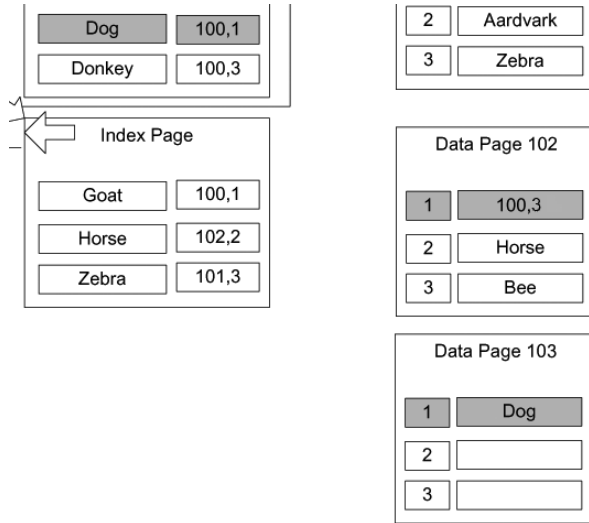 Dog 100,1
Donkey 100,3
Index Page
Goat 100,1
Horse 102,2
Zebra 101,3
2 Aardvark
3 Zebra
Data Page 102
1 100,3
2 Horse
3 Bee
Data Page 103
1 Dog
2
3